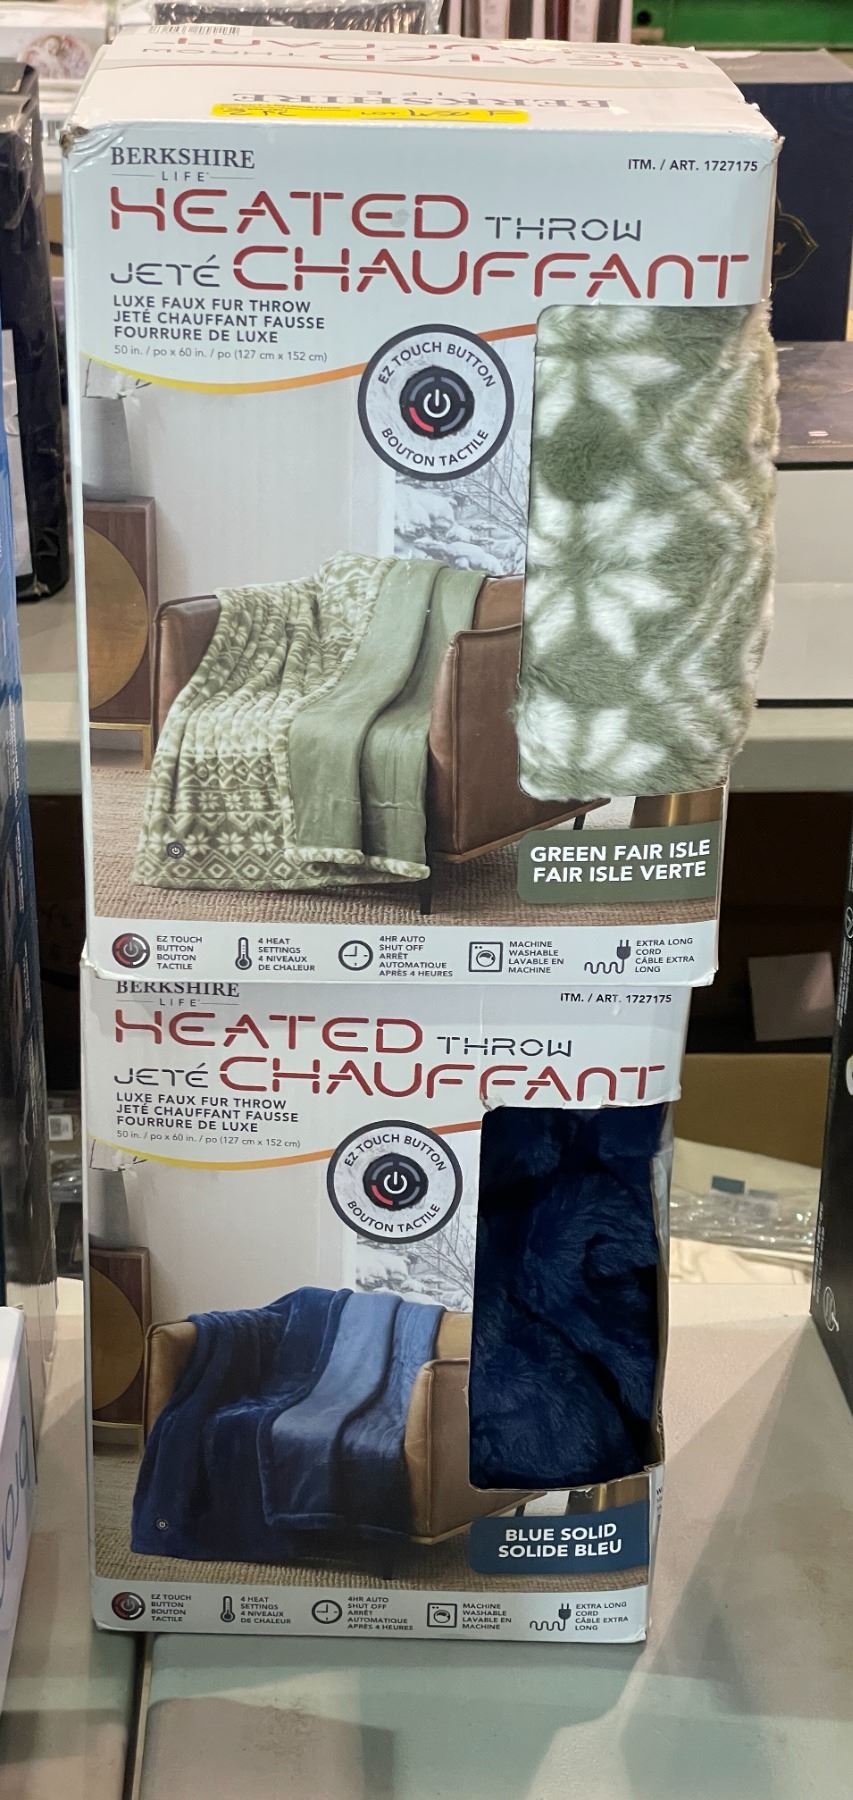 BERKSHIRE
LIFE
ITM. / ART. 1727175
HEATED THROW
JETÉ CHAUFFANT
LUXE FAUX FUR THROW
JETÉ CHAUFFANT FAUSSE
FOURRURE DE LUXE
50 in. / po x 60 in. / po (127 cm x 152 cm)
EZ TOUCH BUTTON
BOUTON TACTILE
GREEN FAIR ISLE
FAIR ISLE VERTE
EZ TOUCH
BUTTON
BOUTON
TACTILE
4 HEAT
SETTINGS
4 NIVEAUX
DE CHALEUR
4HR AUTO
SHUT OFF
ARRÊT
AUTOMATIQUE
APRÈS 4 HEURES
MACHINE
WASHABLE
LAVABLE EN
MACHINE
EXTRA LONG
CORD
CÂBLE EXTRA
LONG
BERKSHIRE
LIFE
ITM. / ART. 1727175
HEATED THROW
JETÉ CHAUFFANT
LUXE FAUX FUR THROW
JETÉ CHAUFFANT FAUSSE
FOURRURE DE LUXE
50 in. / po x 60 in. / po (127 cm x 152 cm)
EZ TOUCH BUTTON
BOUTON TACTILE
BLUE SOLID
SOLIDE BLEU
EZ TOUCH
BUTTON
BOUTON
TACTILE
4 HEAT
SETTINGS
4 NIVEAUX
DE CHALEUR
4HR AUTO
SHUT OFF
ARRÊT
AUTOMATIQUE
APRÈS 4 HEURES
MACHINE
WASHABLE
LAVABLE EN
MACHINE
EXTRA LONG
CORD
CÂBLE EXTRA
LONG